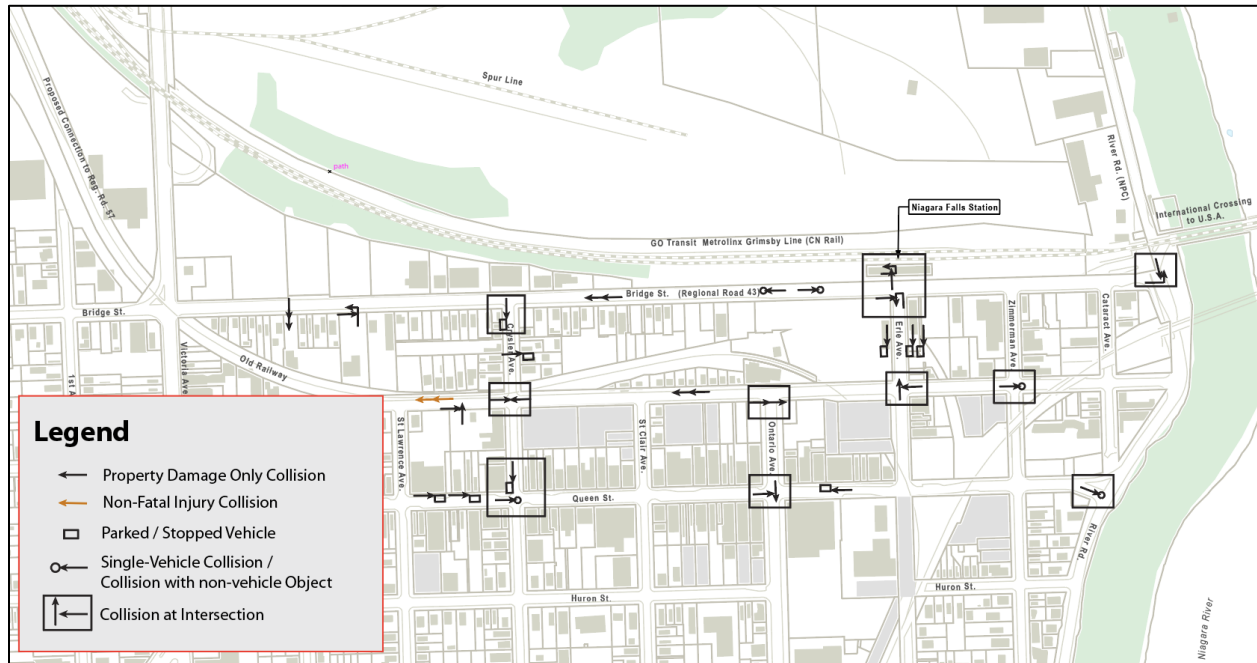 Spur Line
Proposed Connection to Reg. Rd. 57
path
River Rd. (NPC)
International Crossing
to U.S.A.
Niagara Falls Station
GO Transit Metrolinx Grimsby Line (CN Rail)
Bridge St. (Regional Road 43)
Bridge St.
Crysler Ave.
Erie Ave.
Zimmerman Ave.
Cataract Ave.
Victoria Ave.
Old Railway
1st A
St Lawrence Ave.
St Clair Ave.
Ontario Ave.
Queen St.
River Rd.
Huron St.
Huron St.
Niagara River
Legend
Property Damage Only Collision
Non-Fatal Injury Collision
Parked / Stopped Vehicle
Single-Vehicle Collision /
Collision with non-vehicle Object
Collision at Intersection